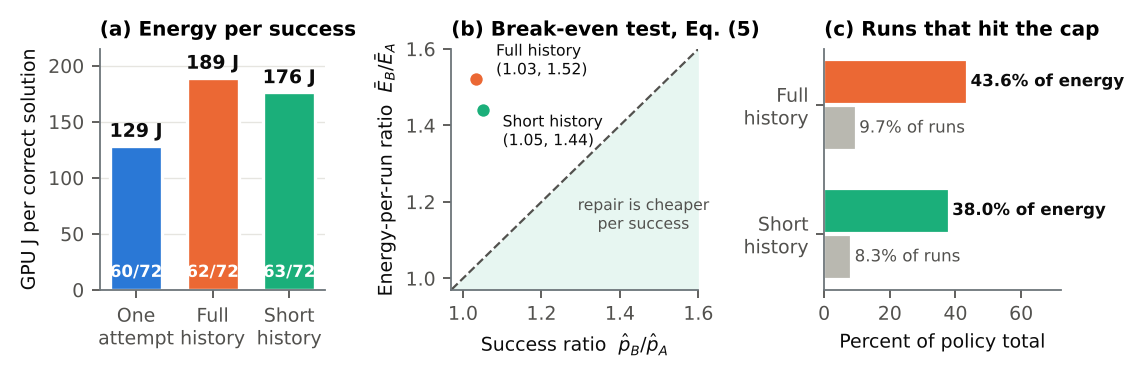 (a) Energy per success
GPU J per correct solution
200
150
100
50
0
129 J
189 J
176 J
60/72
62/72
63/72
One
attempt
Full
history
Short
history
(b) Break-even test, Eq. (5)
Energy-per-run ratio Ē_B/Ē_A
1.6
1.4
1.2
1.0
Full history
(1.03, 1.52)
Short history
(1.05, 1.44)
repair is cheaper
per success
1.0
1.2
1.4
1.6
Success ratio p̂_B/p̂_A
(c) Runs that hit the cap
Full
history
43.6% of energy
9.7% of runs
Short
history
38.0% of energy
8.3% of runs
0
20
40
60
Percent of policy total